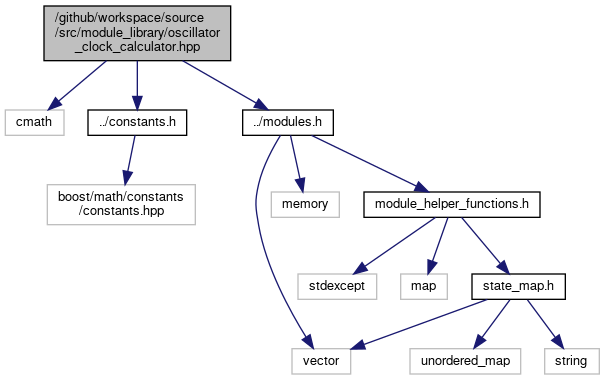 /github/workspace/source
/src/module_library/oscillator
_clock_calculator.hpp
cmath
../constants.h
../modules.h
boost/math/constants
/constants.hpp
memory
module_helper_functions.h
stdexcept
map
state_map.h
vector
unordered_map
string